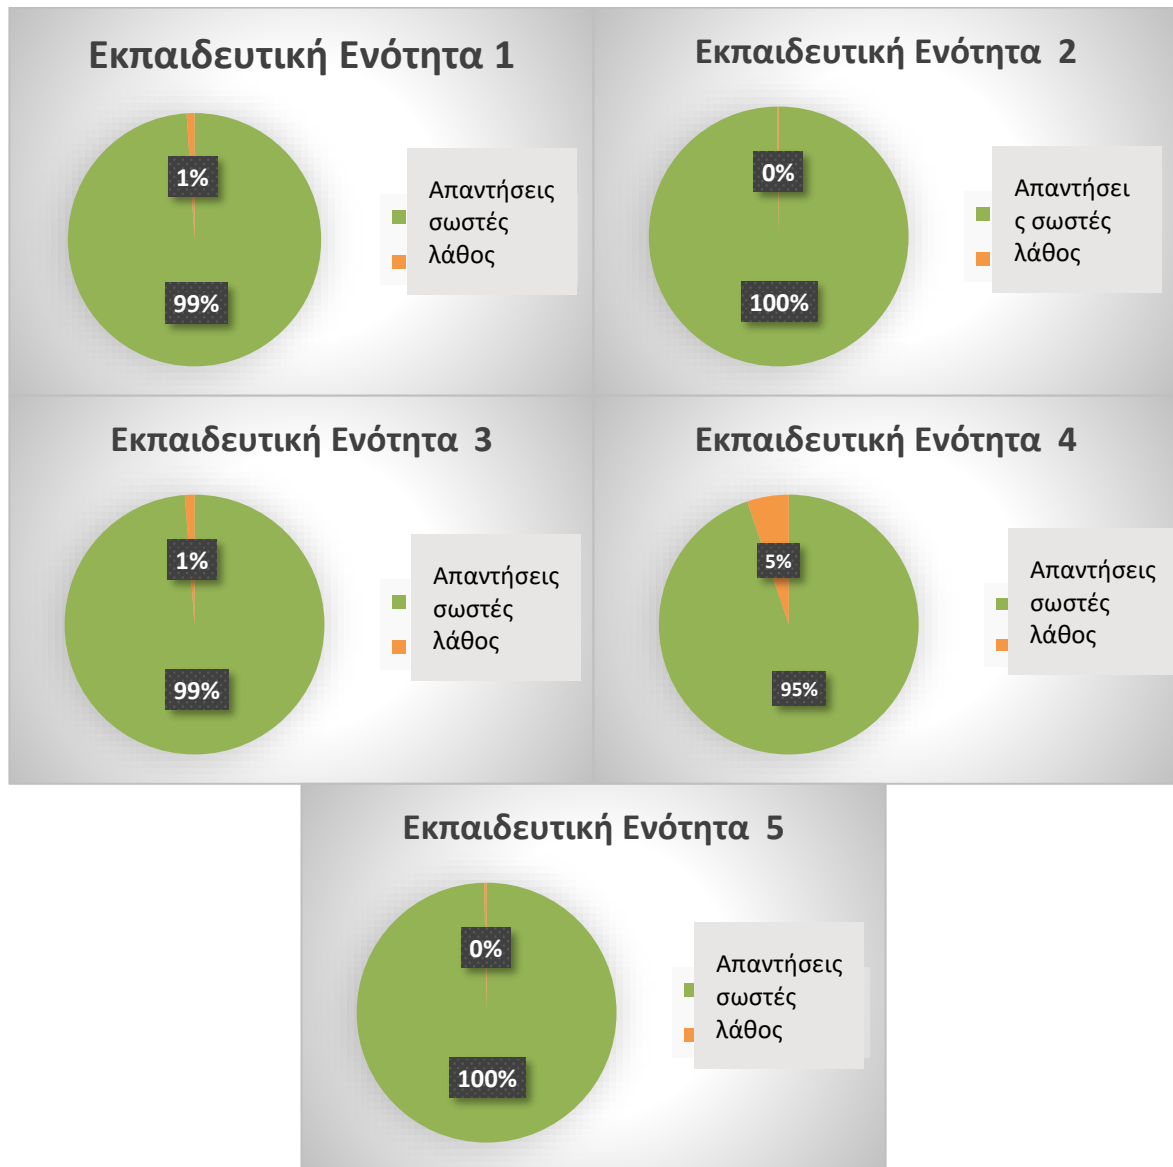 Εκπαιδευτική Ενότητα 1
1%
99%
Απαντήσεις
σωστές
λάθος
Εκπαιδευτική Ενότητα 2
0%
100%
Απαντήσει
ς σωστές
λάθος
Εκπαιδευτική Ενότητα 3
1%
99%
Απαντήσεις
σωστές
λάθος
Εκπαιδευτική Ενότητα 4
5%
95%
Απαντήσεις
σωστές
λάθος
Εκπαιδευτική Ενότητα 5
0%
100%
Απαντήσεις
σωστές
λάθος